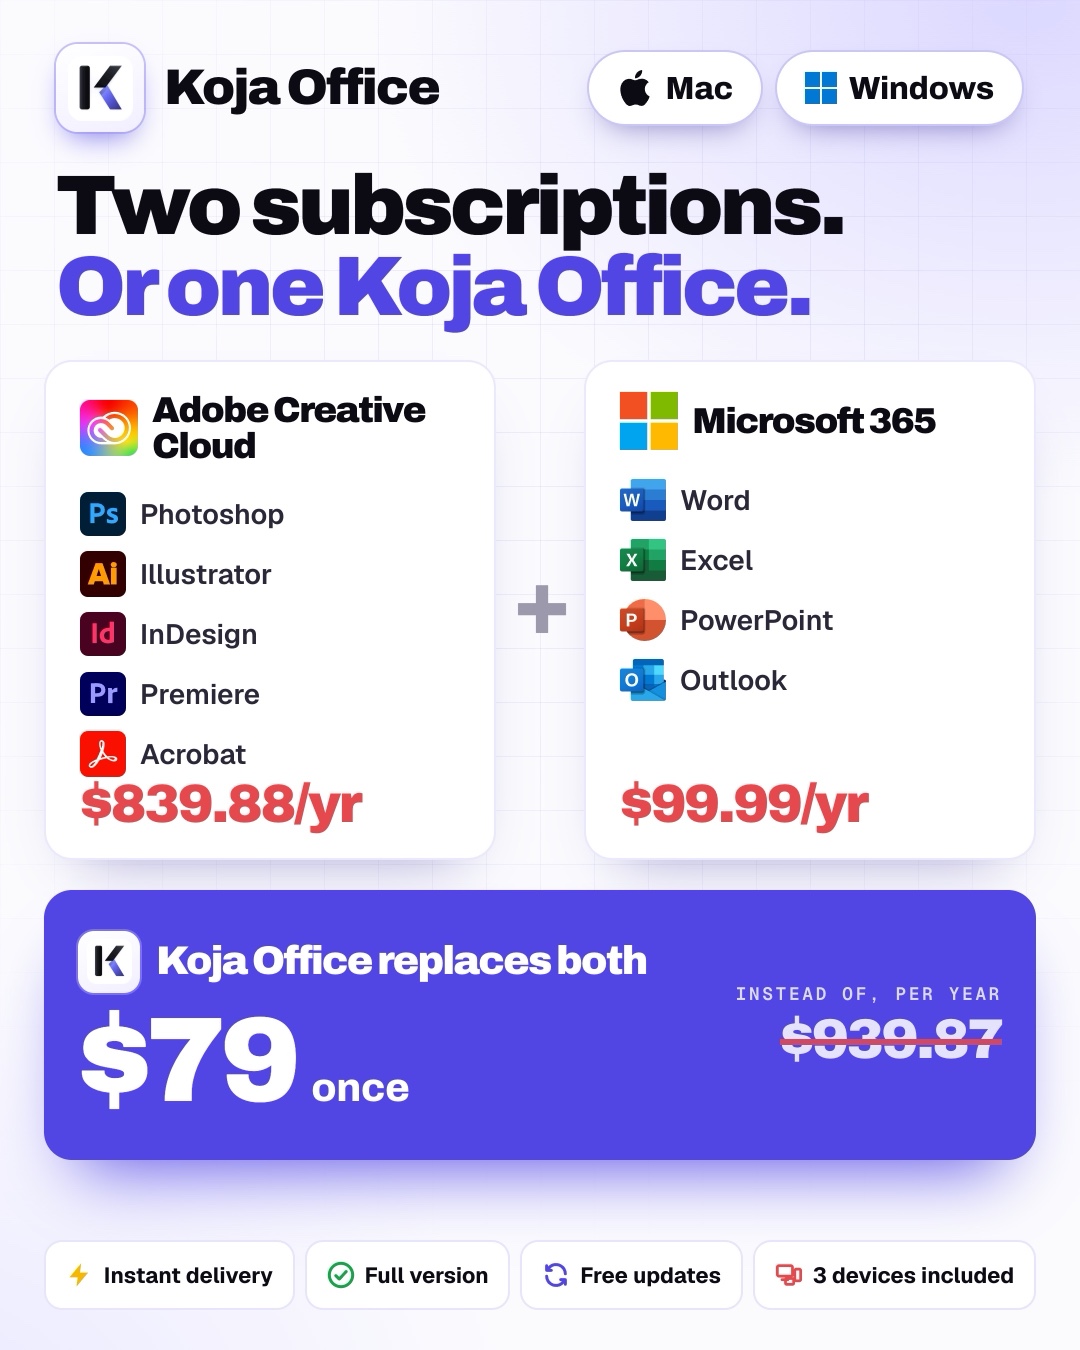 Koja Office
Mac
Windows
Two subscriptions.
Or one Koja Office.
Adobe Creative
Cloud
Ps Photoshop
Ai Illustrator
Id InDesign
Pr Premiere
Acrobat
$839.88/yr
+
Microsoft 365
W Word
X Excel
P PowerPoint
O Outlook
$99.99/yr
K Koja Office replaces both
$79 once
INSTEAD OF, PER YEAR
$939.87
Instant delivery
Full version
Free updates
3 devices included